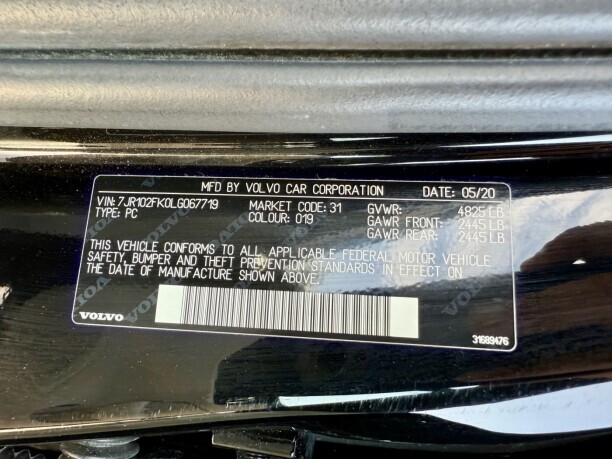 MFD BY VOLVO CAR CORPORATION DATE: 05/20
VIN: 7JR102FK0LG067719 MARKET CODE: 31 GVWR: 4825 LB
TYPE: PC COLOUR: 019 GAWR FRONT: 2445 LB
GAWR REAR: 2445 LB
THIS VEHICLE CONFORMS TO ALL APPLICABLE FEDERAL MOTOR VEHICLE
SAFETY, BUMPER AND THEFT PREVENTION STANDARDS IN EFFECT ON
THE DATE OF MANUFACTURE SHOWN ABOVE.
VOLVO 31689476